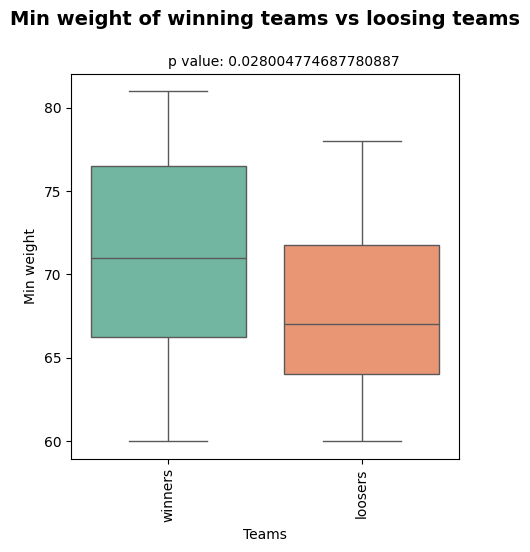 Min weight of winning teams vs loosing teams
p value: 0.028004774687780887
80
75
70
65
60
Min weight
winners
loosers
Teams